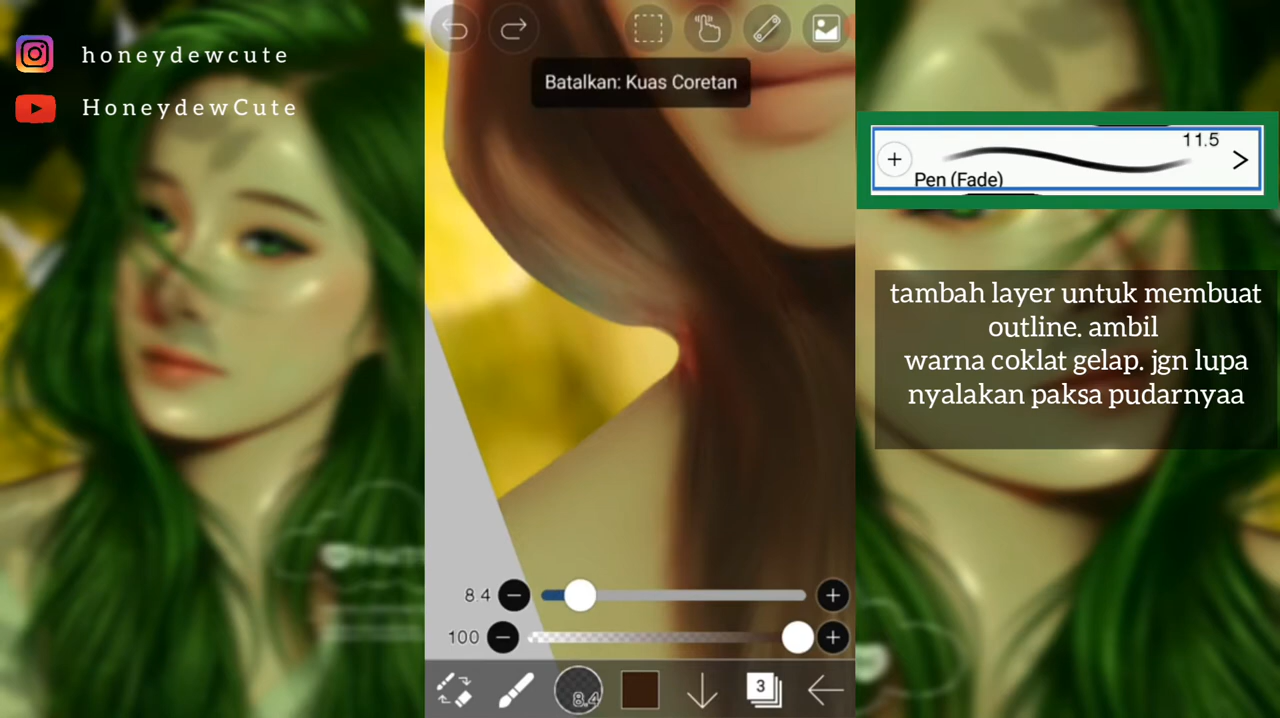 honeydewcute
HoneydewCute
Batalkan: Kuas Coretan
11.5
Pen (Fade)
tambah layer untuk membuat
outline. ambil
warna coklat gelap. jgn lupa
nyalakan paksa pudarnyaa
8.4
100
8.4
3